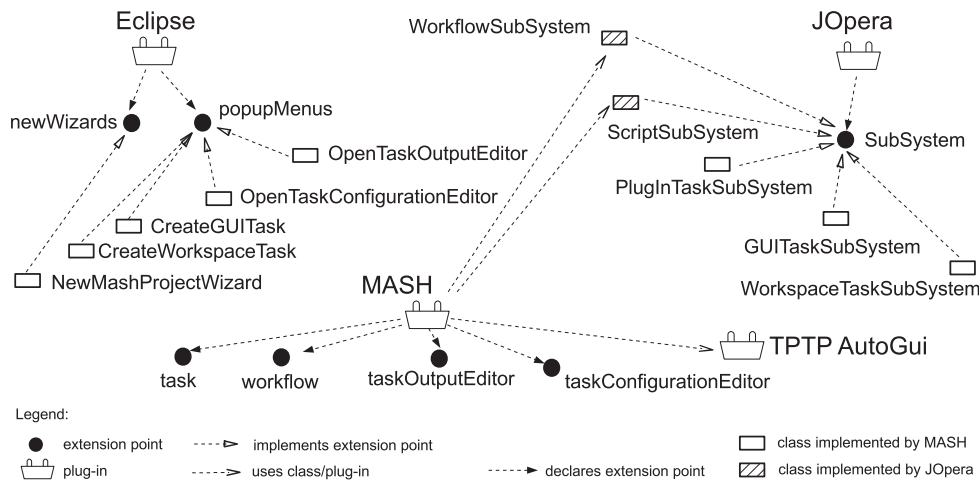 Eclipse
WorkflowSubSystem
JOpera
newWizards
popupMenus
ScriptSubSystem
SubSystem
OpenTaskOutputEditor
PlugInTaskSubSystem
OpenTaskConfigurationEditor
CreateGUITask
GUITaskSubSystem
CreateWorkspaceTask
NewMashProjectWizard
MASH
WorkspaceTaskSubSystem
TPTP AutoGui
task
workflow
taskOutputEditor
taskConfigurationEditor
Legend:
extension point
implements extension point
class implemented by MASH
plug-in
uses class/plug-in
declares extension point
class implemented by JOpera